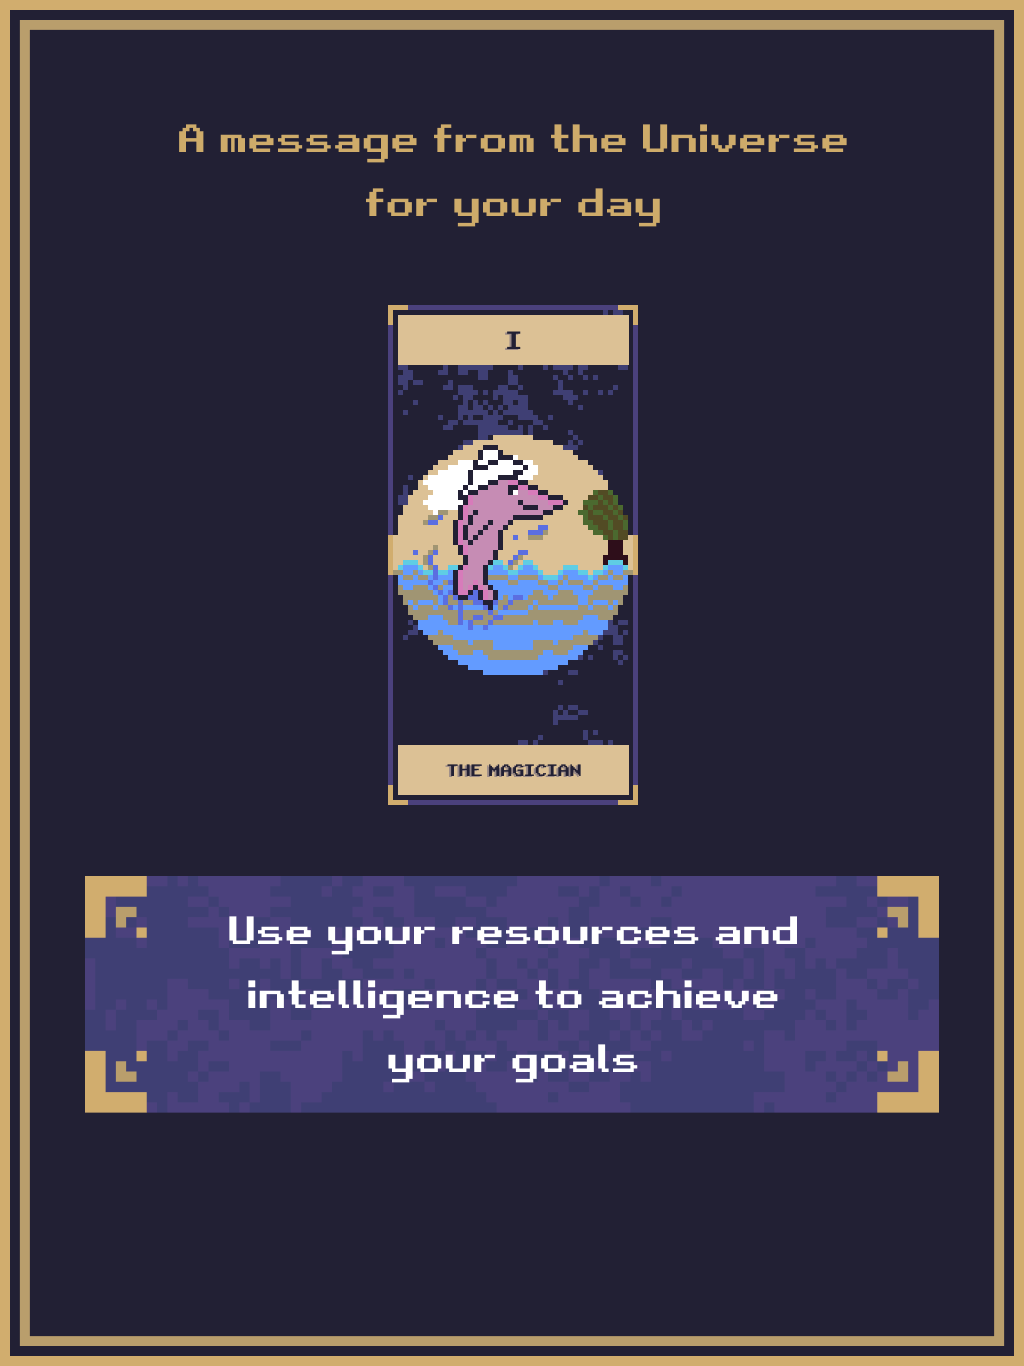 A message from the Universe
for your day
I
THE MAGICIAN
Use your resources and
intelligence to achieve
your goals